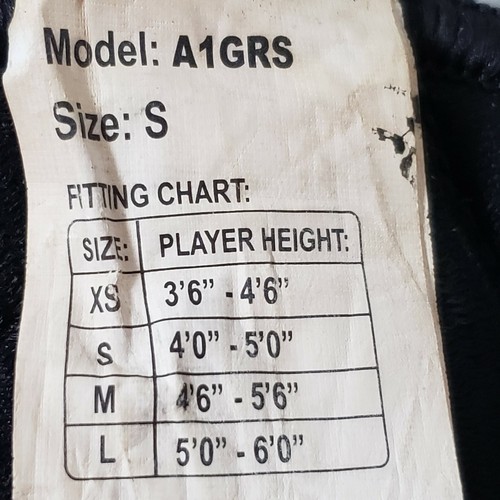 Model: A1GRS
Size: S
FITTING CHART:
SIZE: PLAYER HEIGHT:
XS 3'6" - 4'6"
S 4'0" - 5'0"
M 4'6" - 5'6"
L 5'0" - 6'0"